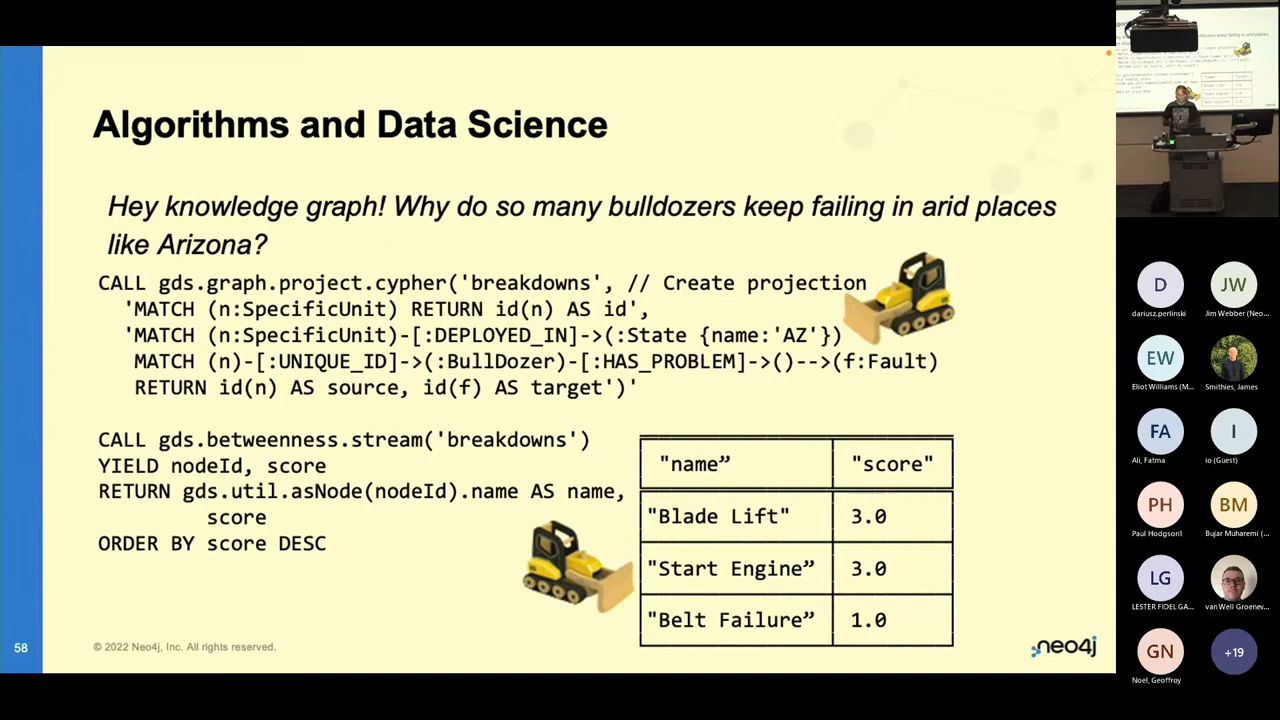 Algorithms and Data Science
Hey knowledge graph! Why do so many bulldozers keep failing in arid places
like Arizona?
CALL gds.graph.project.cypher('breakdowns', // Create projection
'MATCH (n:SpecificUnit) RETURN id(n) AS id',
'MATCH (n:SpecificUnit)-[:DEPLOYED_IN]->(:State {name:'AZ'})
MATCH (n)-[:UNIQUE_ID]->(:BullDozer)-[:HAS_PROBLEM]->()-->(f:Fault)
RETURN id(n) AS source, id(f) AS target')'
CALL gds.betweenness.stream('breakdowns')
YIELD nodeId, score
RETURN gds.util.asNode(nodeId).name AS name,
score
ORDER BY score DESC
"name” "score"
"Blade Lift" 3.0
"Start Engine” 3.0
"Belt Failure” 1.0
58
© 2022 Neo4j, Inc. All rights reserved.
neo4j
D
dariusz.perlinski
JW
Jim Webber (Neo...
EW
Eliot Williams (M...
Smithies, James
FA
Ali, Fatma
I
io (Guest)
PH
Paul Hodgson1
BM
Bujar Muharemi (...
LG
LESTER FIDEL GA...
van Well Groenev...
GN
Noel, Geoffroy
+19